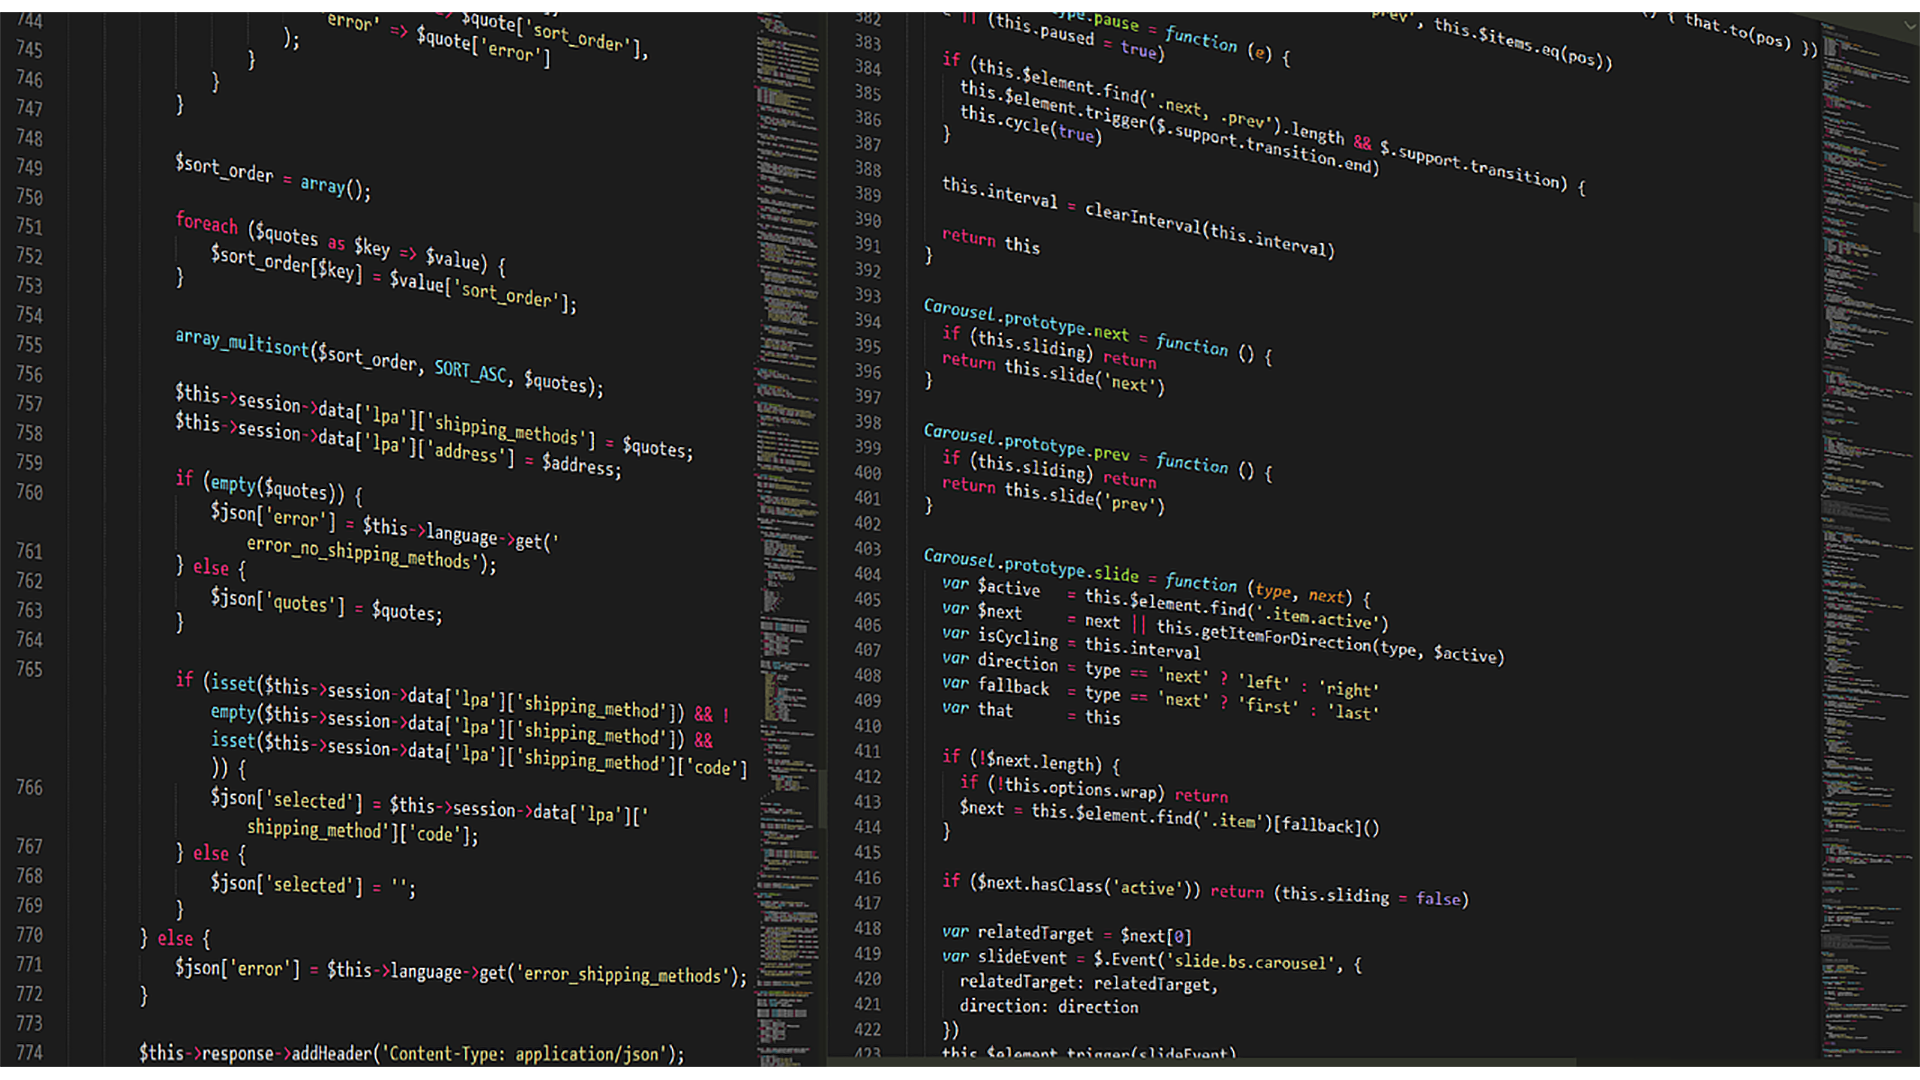 'error' => $quote['sort_order'],
$quote['error']
);
744 }
745 }
746 }
747
748 $sort_order = array();
749
750 foreach ($quotes as $key => $value) {
751 $sort_order[$key] = $value['sort_order'];
752 }
753
754 array_multisort($sort_order, SORT_ASC, $quotes);
755
756 $this->session->data['lpa']['shipping_methods'] = $quotes;
757 $this->session->data['lpa']['address'] = $address;
758
759 if (empty($quotes)) {
760 $json['error'] = $this->language->get('
error_no_shipping_methods');
761 } else {
762 $json['quotes'] = $quotes;
763 }
764
765 if (isset($this->session->data['lpa']['shipping_method']) && !
empty($this->session->data['lpa']['shipping_method']) &&
isset($this->session->data['lpa']['shipping_method']['code']
)) {
766 $json['selected'] = $this->session->data['lpa']['
shipping_method']['code'];
767 } else {
768 $json['selected'] = '';
769 }
770 } else {
771 $json['error'] = $this->language->get('error_shipping_methods');
772 }
773
774 $this->response->addHeader('Content-Type: application/json');
prev', this.$items.eq(pos))
() { that.to(pos) })
pause = function (e) {
382 || (this.paused = true)
383 if (this.$element.find('.next, .prev').length && $.support.transition) {
384 this.$element.trigger($.support.transition.end)
385 this.cycle(true)
386 }
387
388 this.interval = clearInterval(this.interval)
389
390 return this
391 }
392
393 Carousel.prototype.next = function () {
394 if (this.sliding) return
395 return this.slide('next')
396 }
397
398 Carousel.prototype.prev = function () {
399 if (this.sliding) return
400 return this.slide('prev')
401 }
402
403 Carousel.prototype.slide = function (type, next) {
404 var $active = this.$element.find('.item.active')
405 var $next = next || this.getItemForDirection(type, $active)
406 var isCycling = this.interval
407 var direction = type == 'next' ? 'left' : 'right'
408 var fallback = type == 'next' ? 'first' : 'last'
409 var that = this
410
411 if (!$next.length) {
412 if (!this.options.wrap) return
413 $next = this.$element.find('.item')[fallback]()
414 }
415
416 if ($next.hasClass('active')) return (this.sliding = false)
417
418 var relatedTarget = $next[0]
419 var slideEvent = $.Event('slide.bs.carousel', {
420 relatedTarget: relatedTarget,
421 direction: direction
422 })
423 this.$element.trigger(slideEvent)